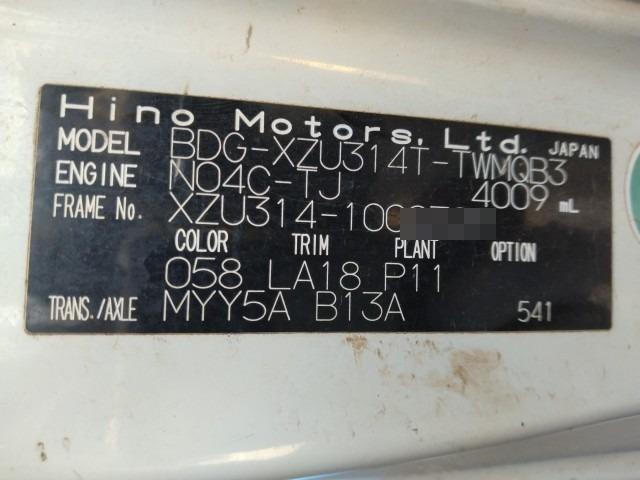 Hino Motors, Ltd. JAPAN
MODEL BDG-XZU314T-TWMQB3
ENGINE N04C-TJ 4009 mL
FRAME No. XZU314-100
COLOR TRIM PLANT OPTION
058 LA18 P11
TRANS./AXLE MYY5A B13A 541